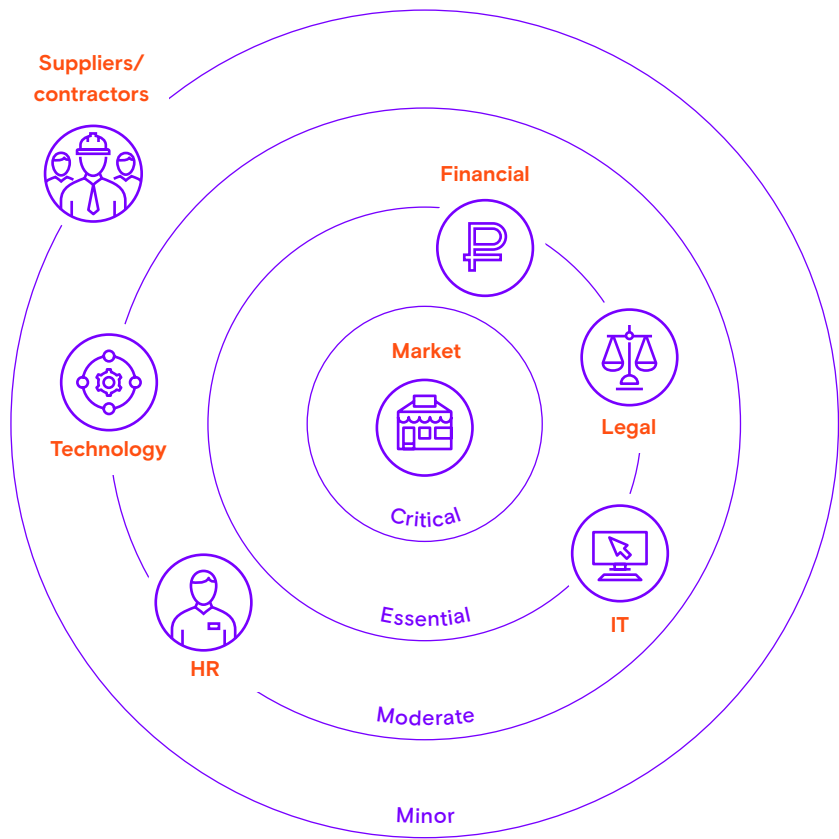 Suppliers/
contractors
Financial
Market
Legal
Technology
Critical
Essential
IT
HR
Moderate
Minor